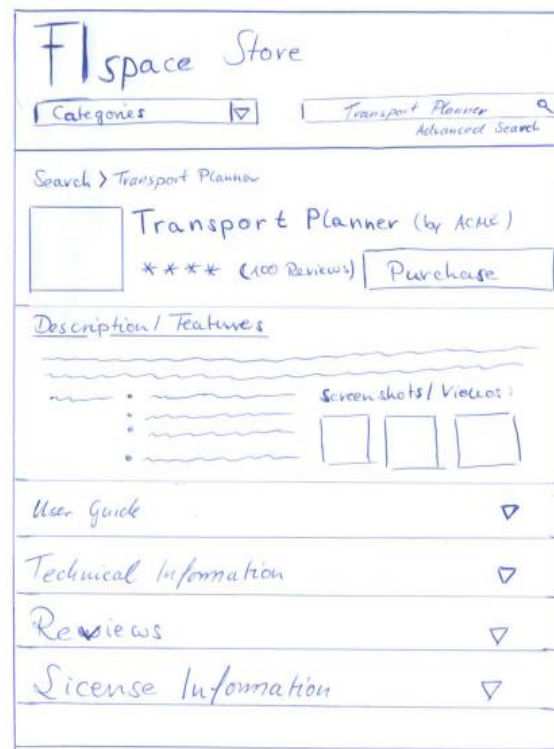 FIspace Store
Categories
Transport Planner
Advanced Search
Search > Transport Planner
Transport Planner (by ACME)
**** (100 Reviews) Purchase
Description / Features
Screenshots / Videos:
User Guide
Technical Information
Reviews
License Information